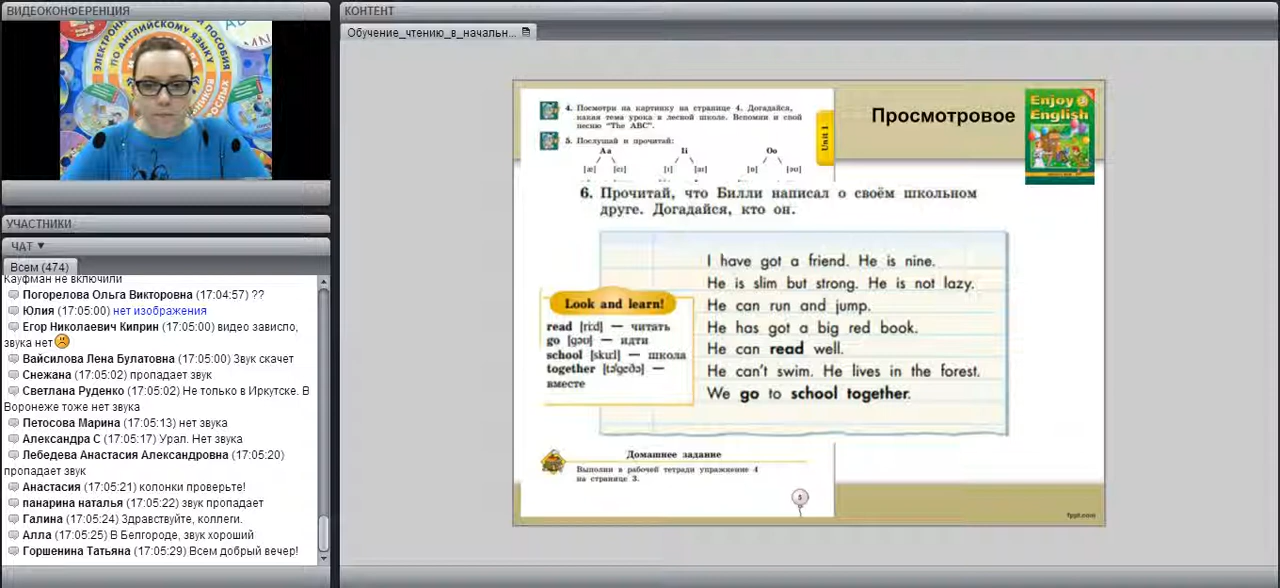 ВИДЕОКОНФЕРЕНЦИЯ
ЭЛЕКТРОН
ПОСОБИЯ
ПО АНГЛИЙСКОМУ ЯЗЫКУ
УЧАСТНИКИ
ЧАТ ▼
Всем (474)
Кауфман не включили
Погорелова Ольга Викторовна (17:04:57) ??
Юлия (17:05:00) нет изображения
Егор Николаевич Киприн (17:05:00) видео зависло,
звука нет
Вайсилова Лена Булатовна (17:05:00) Звук скачет
Снежана (17:05:02) пропадает звук
Светлана Руденко (17:05:02) Не только в Иркутске. В
Воронеже тоже нет звука
Петосова Марина (17:05:13) нет звука
Александра С (17:05:17) Урал. Нет звука
Лебедева Анастасия Александровна (17:05:20)
пропадает звук
Анастасия (17:05:21) колонки проверьте!
панарина наталья (17:05:22) звук пропадает
Галина (17:05:24) Здравствуйте, коллеги.
Алла (17:05:25) В Белгороде, звук хороший
Горшенина Татьяна (17:05:29) Всем добрый вечер!
КОНТЕНТ
Обучение_чтению_в_начальн...
4. Посмотри на картинку на странице 4. Догадайся,
какая тема урока в лесной школе. Вспомни и спой
песню "The ABC".
5. Послушай и прочитай:
Aa Ii Oo
[æ] [eɪ] [ɪ] [aɪ] [ɒ] [əʊ]
Unit 1
Просмотровое
Enjoy
English
6. Прочитай, что Билли написал о своём школьном
друге. Догадайся, кто он.
I have got a friend. He is nine.
He is slim but strong. He is not lazy.
He can run and jump.
He has got a big red book.
He can read well.
He can't swim. He lives in the forest.
We go to school together.
Look and learn!
read [ri:d] — читать
go [gəʊ] — идти
school [sku:l] — школа
together [tə'geðə] —
вместе
Домашнее задание
Выполни в рабочей тетради упражнение 4
на странице 3.
5
fppt.com